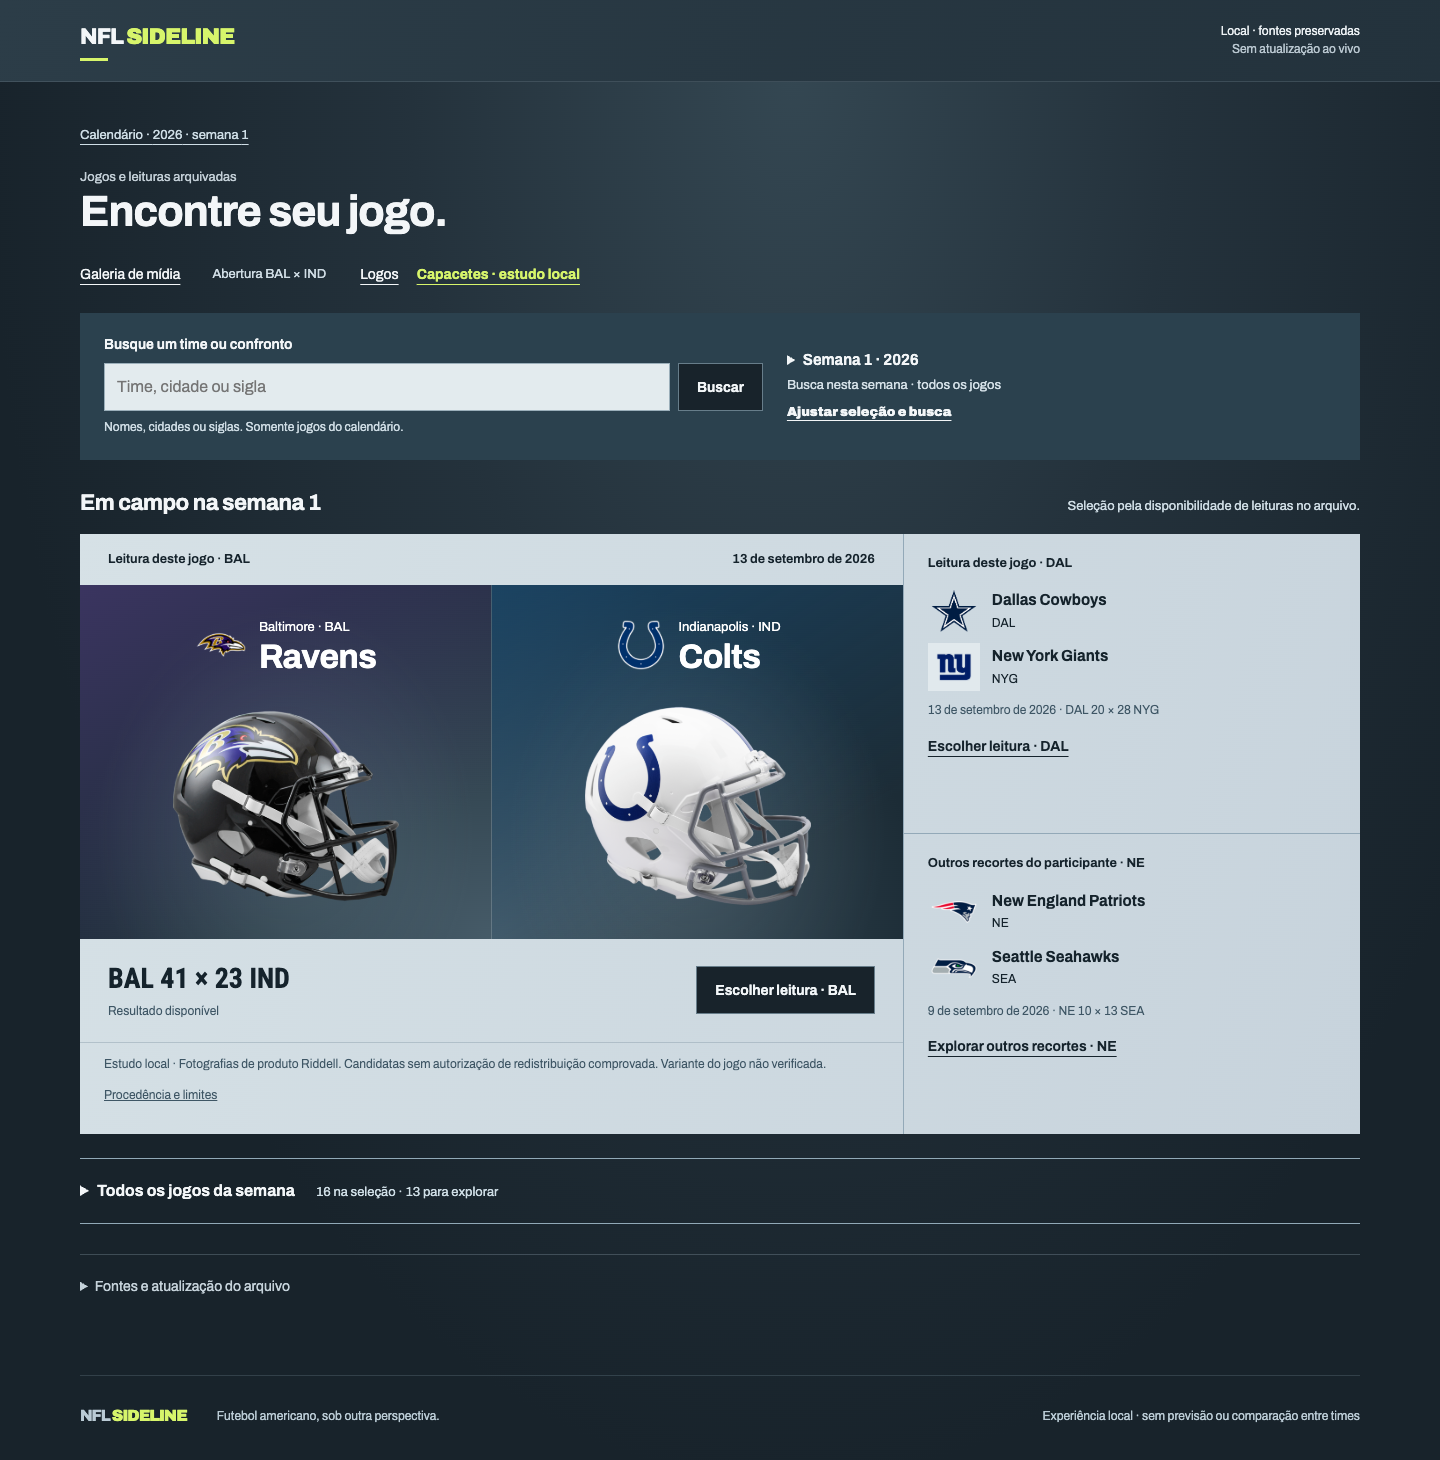 NFL SIDELINE
Local · fontes preservadas
Sem atualização ao vivo
Calendário · 2026 · semana 1
Jogos e leituras arquivadas
Encontre seu jogo.
Galeria de mídia
Abertura BAL × IND
Logos
Capacetes · estudo local
Busque um time ou confronto
Time, cidade ou sigla
Buscar
Nomes, cidades ou siglas. Somente jogos do calendário.
Semana 1 · 2026
Busca nesta semana · todos os jogos
Ajustar seleção e busca
Em campo na semana 1
Seleção pela disponibilidade de leituras no arquivo.
Leitura deste jogo · BAL
13 de setembro de 2026
Baltimore · BAL
Ravens
Indianapolis · IND
Colts
B
BAL 41 × 23 IND
Resultado disponível
Escolher leitura · BAL
Estudo local · Fotografias de produto Riddell. Candidatas sem autorização de redistribuição comprovada. Variante do jogo não verificada.
Procedência e limites
Leitura deste jogo · DAL
Dallas Cowboys
DAL
ny
New York Giants
NYG
13 de setembro de 2026 · DAL 20 × 28 NYG
Escolher leitura · DAL
Outros recortes do participante · NE
New England Patriots
NE
Seattle Seahawks
SEA
9 de setembro de 2026 · NE 10 × 13 SEA
Explorar outros recortes · NE
Todos os jogos da semana
16 na seleção · 13 para explorar
Fontes e atualização do arquivo
NFL SIDELINE
Futebol americano, sob outra perspectiva.
Experiência local · sem previsão ou comparação entre times